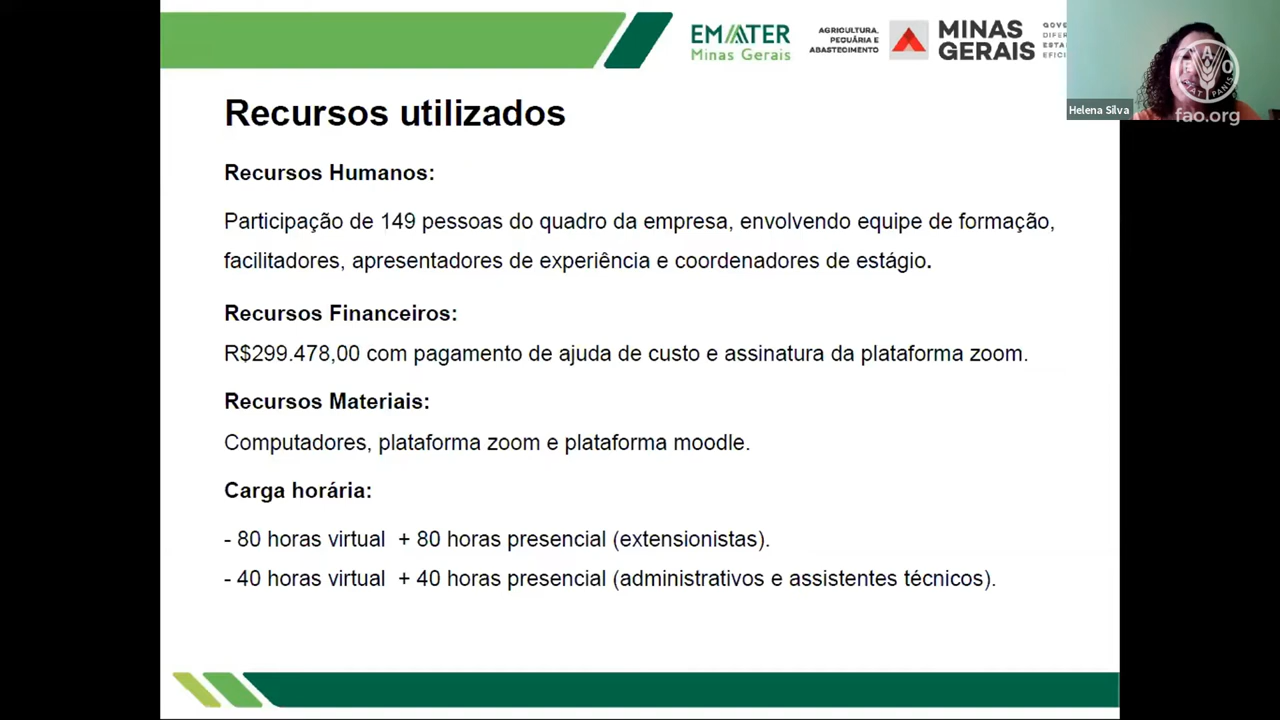 EMATER
Minas Gerais
AGRICULTURA,
PECUÁRIA E
ABASTECIMENTO
MINAS
GERAIS
Helena Silva
FAO
FIAT PANIS
fao.org
Recursos utilizados
Recursos Humanos:
Participação de 149 pessoas do quadro da empresa, envolvendo equipe de formação,
facilitadores, apresentadores de experiência e coordenadores de estágio.
Recursos Financeiros:
R$299.478,00 com pagamento de ajuda de custo e assinatura da plataforma zoom.
Recursos Materiais:
Computadores, plataforma zoom e plataforma moodle.
Carga horária:
- 80 horas virtual + 80 horas presencial (extensionistas).
- 40 horas virtual + 40 horas presencial (administrativos e assistentes técnicos).